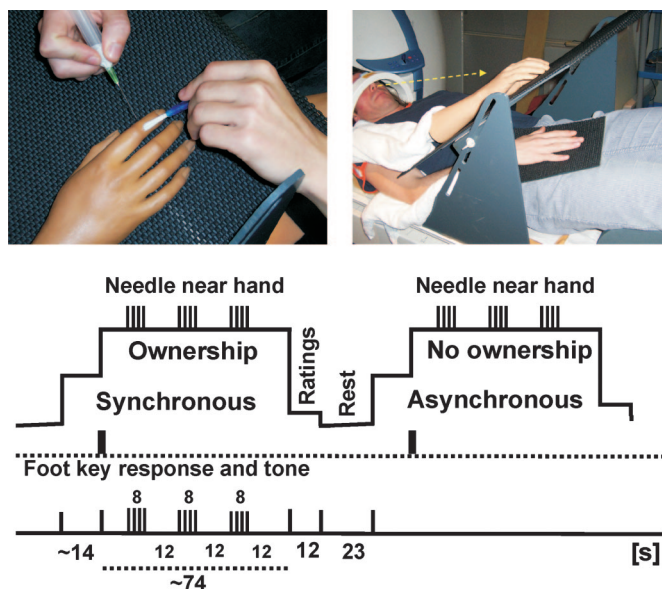 Needle near hand
Needle near hand
Ownership
No ownership
Ratings
Rest
Synchronous
Asynchronous
Foot key response and tone
8 8 8
~14 12 12 12 12 23 [s]
~74